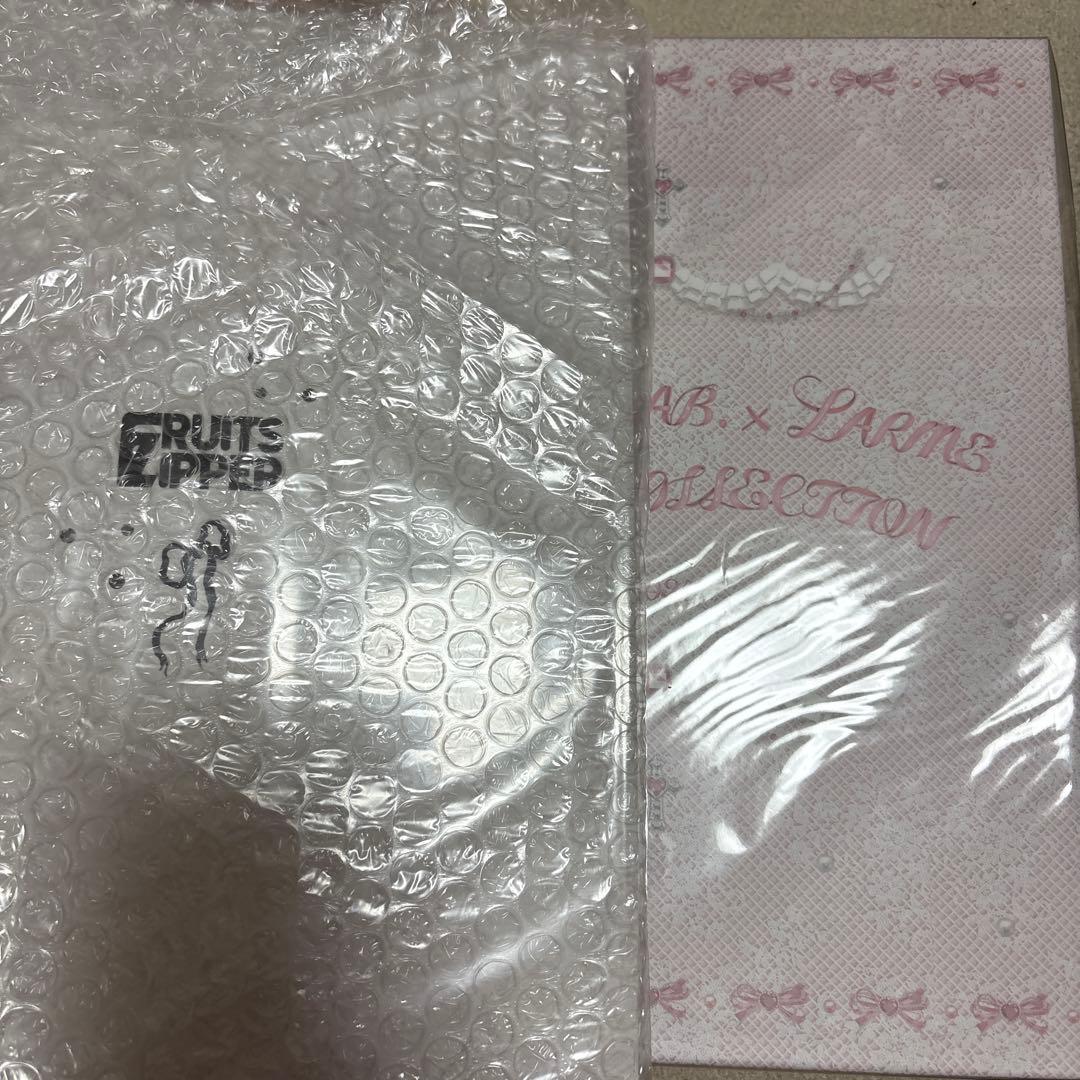 FRUITS
ZIPPER
AB. × LARME
OLLECTION